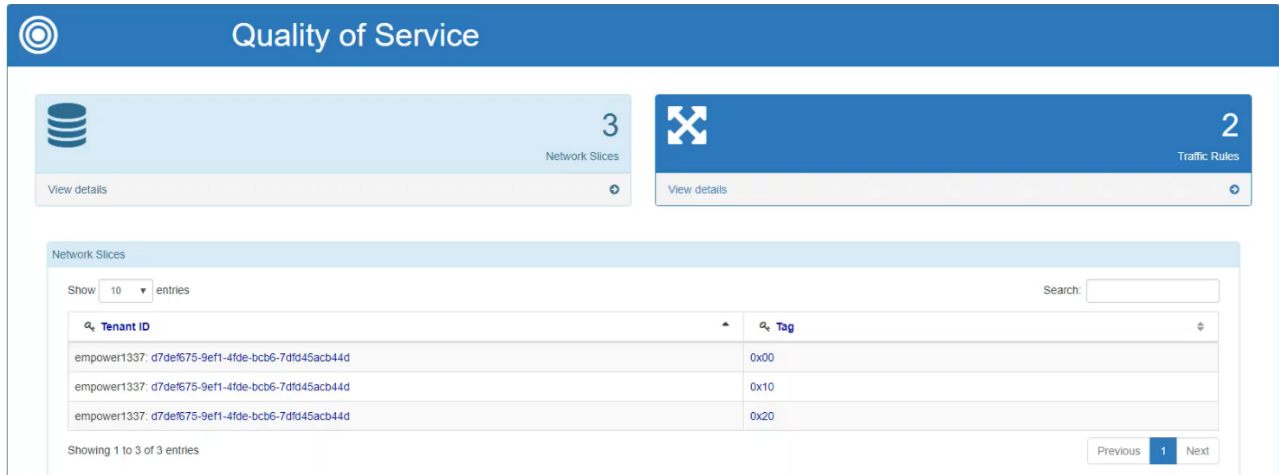 Quality of Service
3
Network Slices
View details
2
Traffic Rules
View details
Network Slices
Show 10 entries
Search:
Tenant ID Tag
empower1337: d7def675-9ef1-4fde-bcb6-7dfd45acb44d 0x00
empower1337: d7def675-9ef1-4fde-bcb6-7dfd45acb44d 0x10
empower1337: d7def675-9ef1-4fde-bcb6-7dfd45acb44d 0x20
Showing 1 to 3 of 3 entries
Previous 1 Next